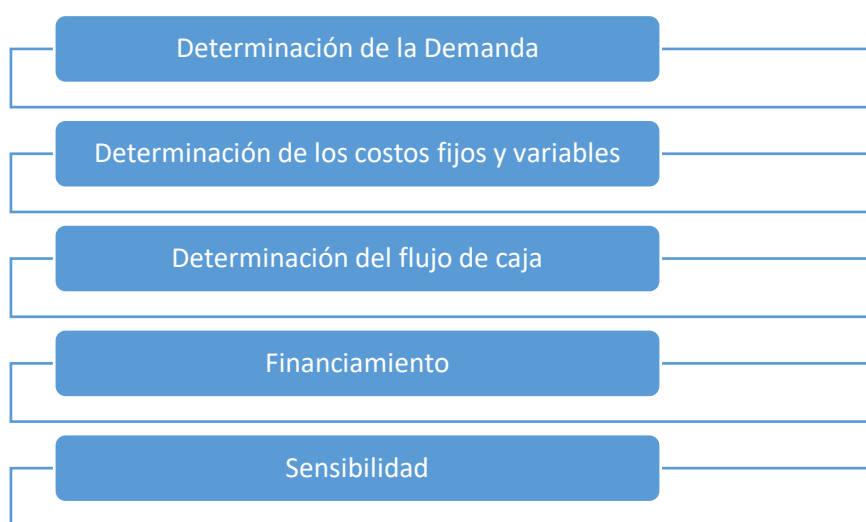 Determinación de la Demanda
Determinación de los costos fijos y variables
Determinación del flujo de caja
Financiamiento
Sensibilidad